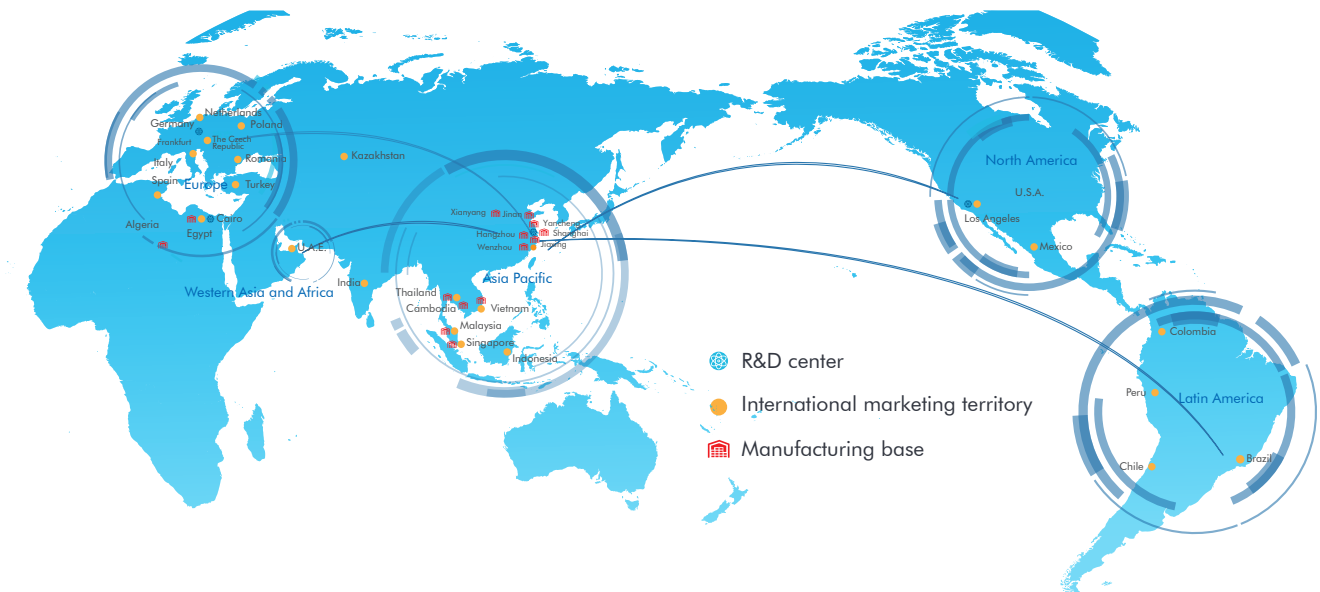 Netherlands
Germany
Poland
Frankfurt
The Czech
Republic
Italy
Romania
Spain
Europe
Turkey
Algeria
Cairo
Egypt
Kazakhstan
U.A.E.
Western Asia and Africa
India
Xianyang
Jinan
Yancheng
Hangzhou
Shanghai
Wenzhou
Jiaxing
Asia Pacific
Thailand
Cambodia
Vietnam
Malaysia
Singapore
Indonesia
North America
U.S.A.
Los Angeles
Mexico
Colombia
Peru
Latin America
Chile
Brazil
R&D center
International marketing territory
Manufacturing base